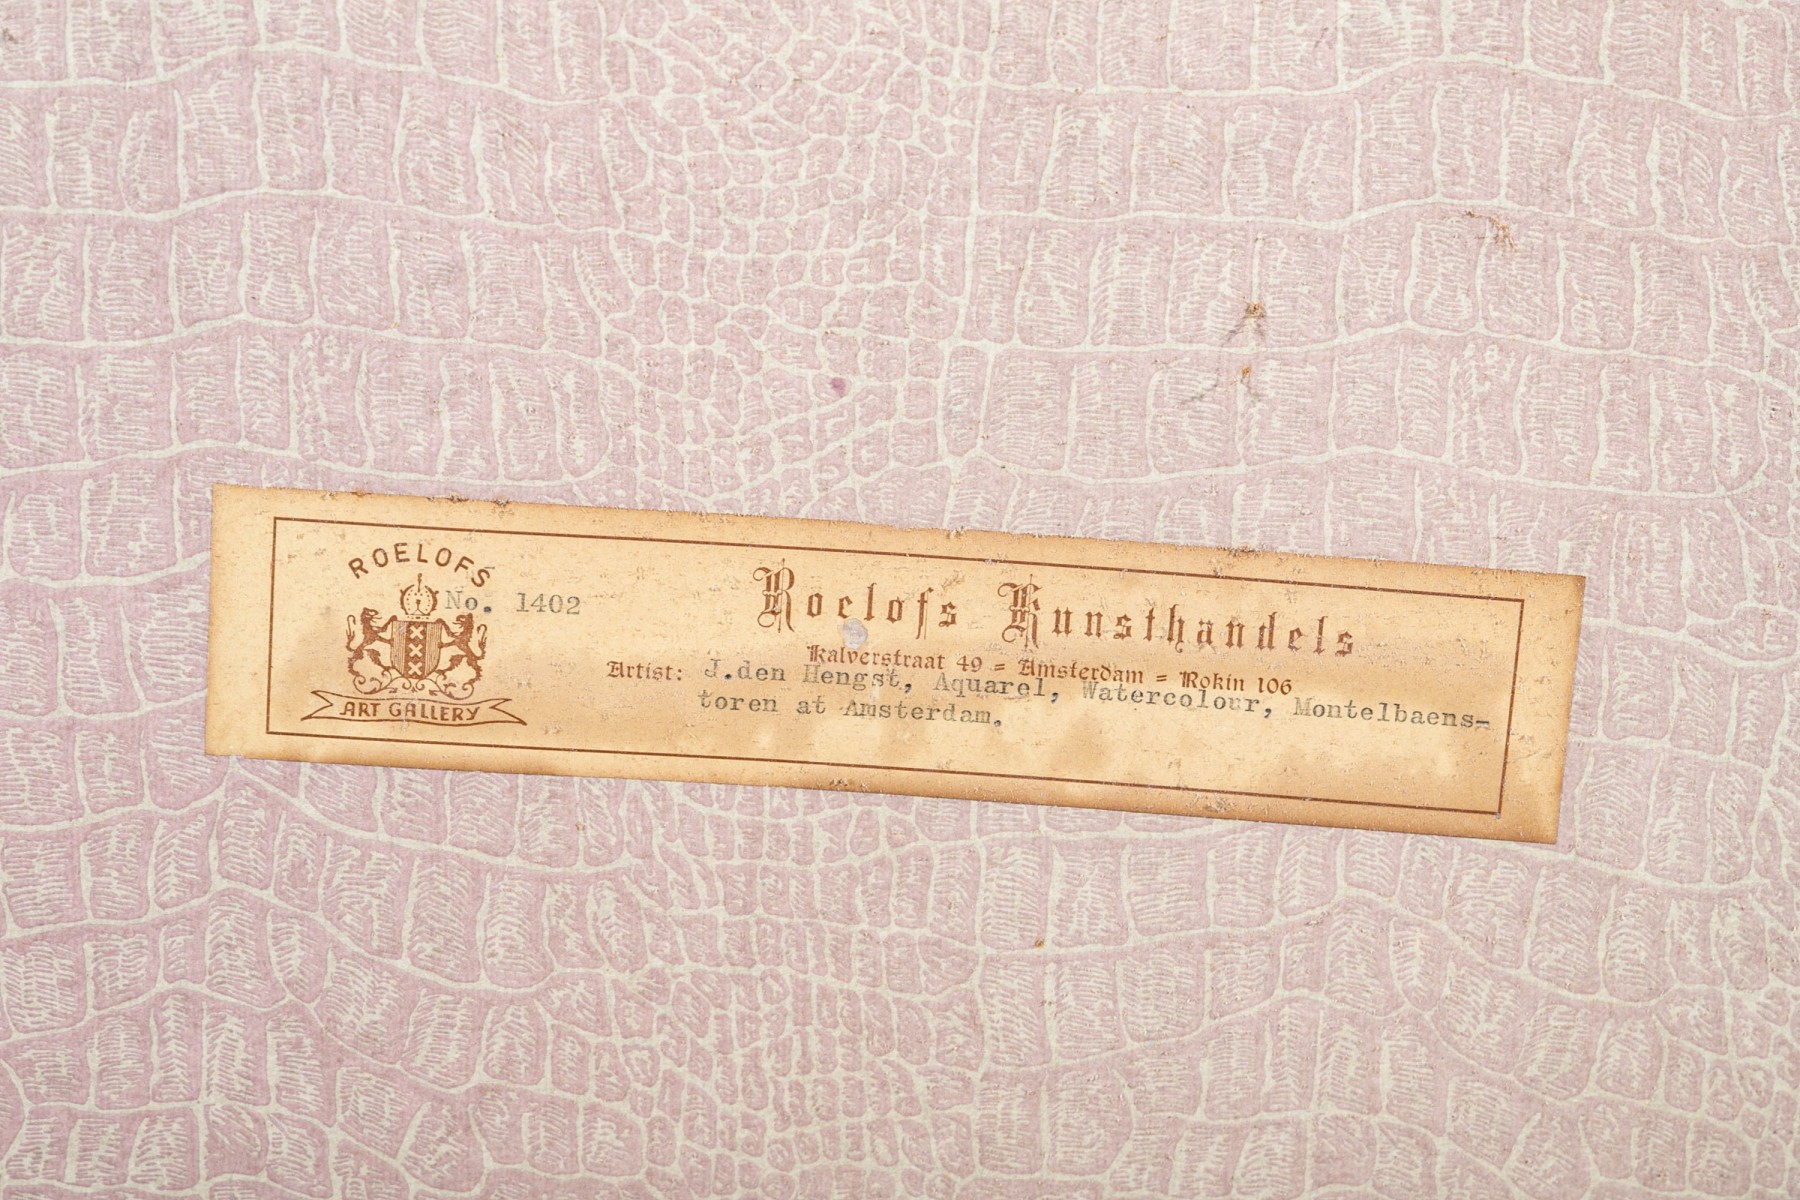 ROELOFS
No. 1402
ART GALLERY
Roelofs Kunsthandels
Kalverstraat 49 = Amsterdam = Rokin 106
Artist: J.den Hengst, Aquarel, Watercolour, Montelbaens-
toren at Amsterdam.